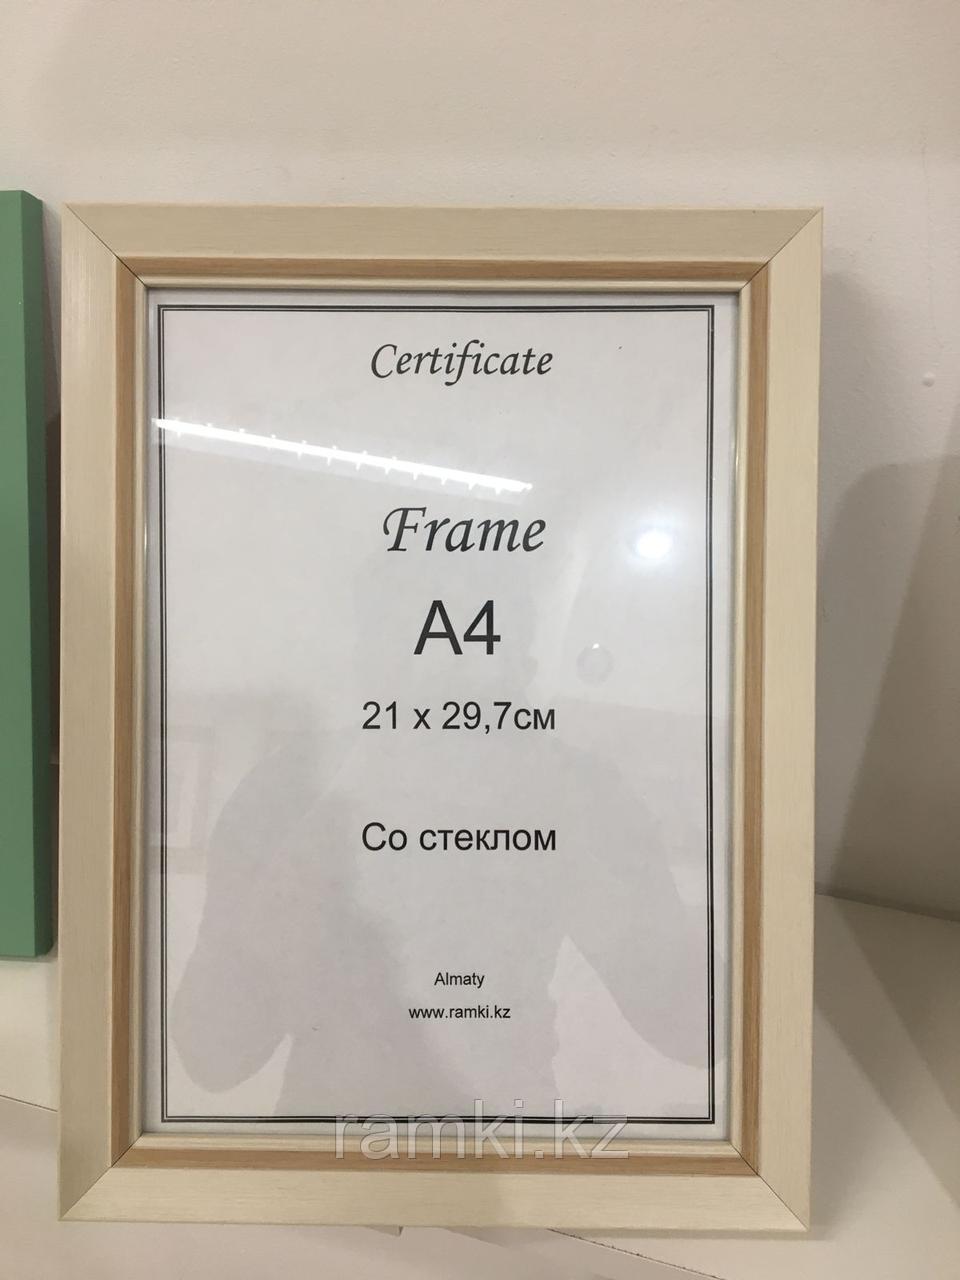 Certificate
Frame
A4
21 x 29,7см
Со стеклом
Almaty
www.ramki.kz
ramki.kz